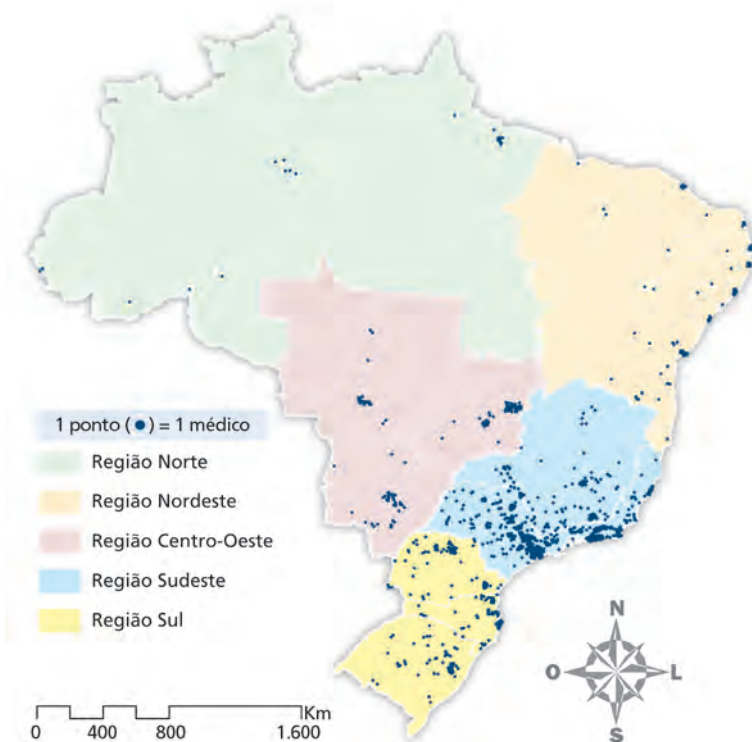 1 ponto (●) = 1 médico
Região Norte
Região Nordeste
Região Centro-Oeste
Região Sudeste
Região Sul
N
O
L
S
Km
0 400 800 1.600